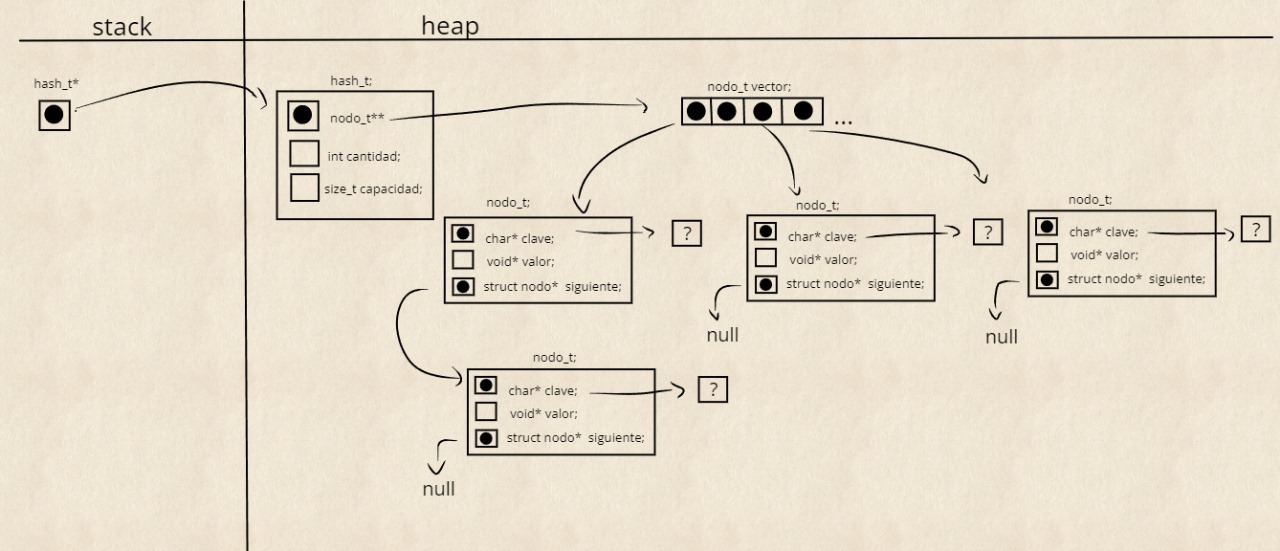 stack
heap
hash_t*
hash_t;
nodo_t**
int cantidad;
size_t capacidad;
nodo_t vector;
...
nodo_t;
char* clave;
void* valor;
struct nodo* siguiente;
?
nodo_t;
char* clave;
void* valor;
struct nodo* siguiente;
?
null
nodo_t;
char* clave;
void* valor;
struct nodo* siguiente;
?
null
nodo_t;
char* clave;
void* valor;
struct nodo* siguiente;
?
null